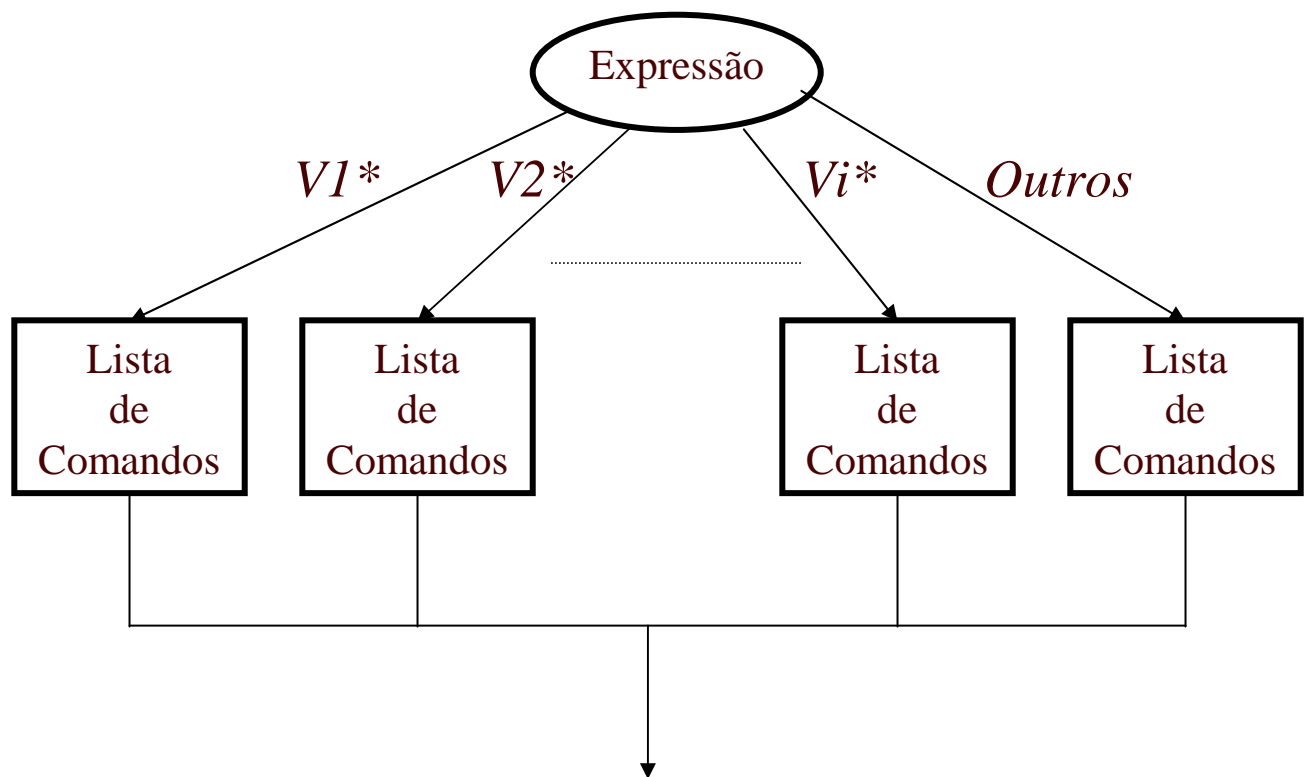 Expressão
V1* V2* Vi* Outros
Lista Lista Lista Lista
de de de de
Comandos Comandos Comandos Comandos